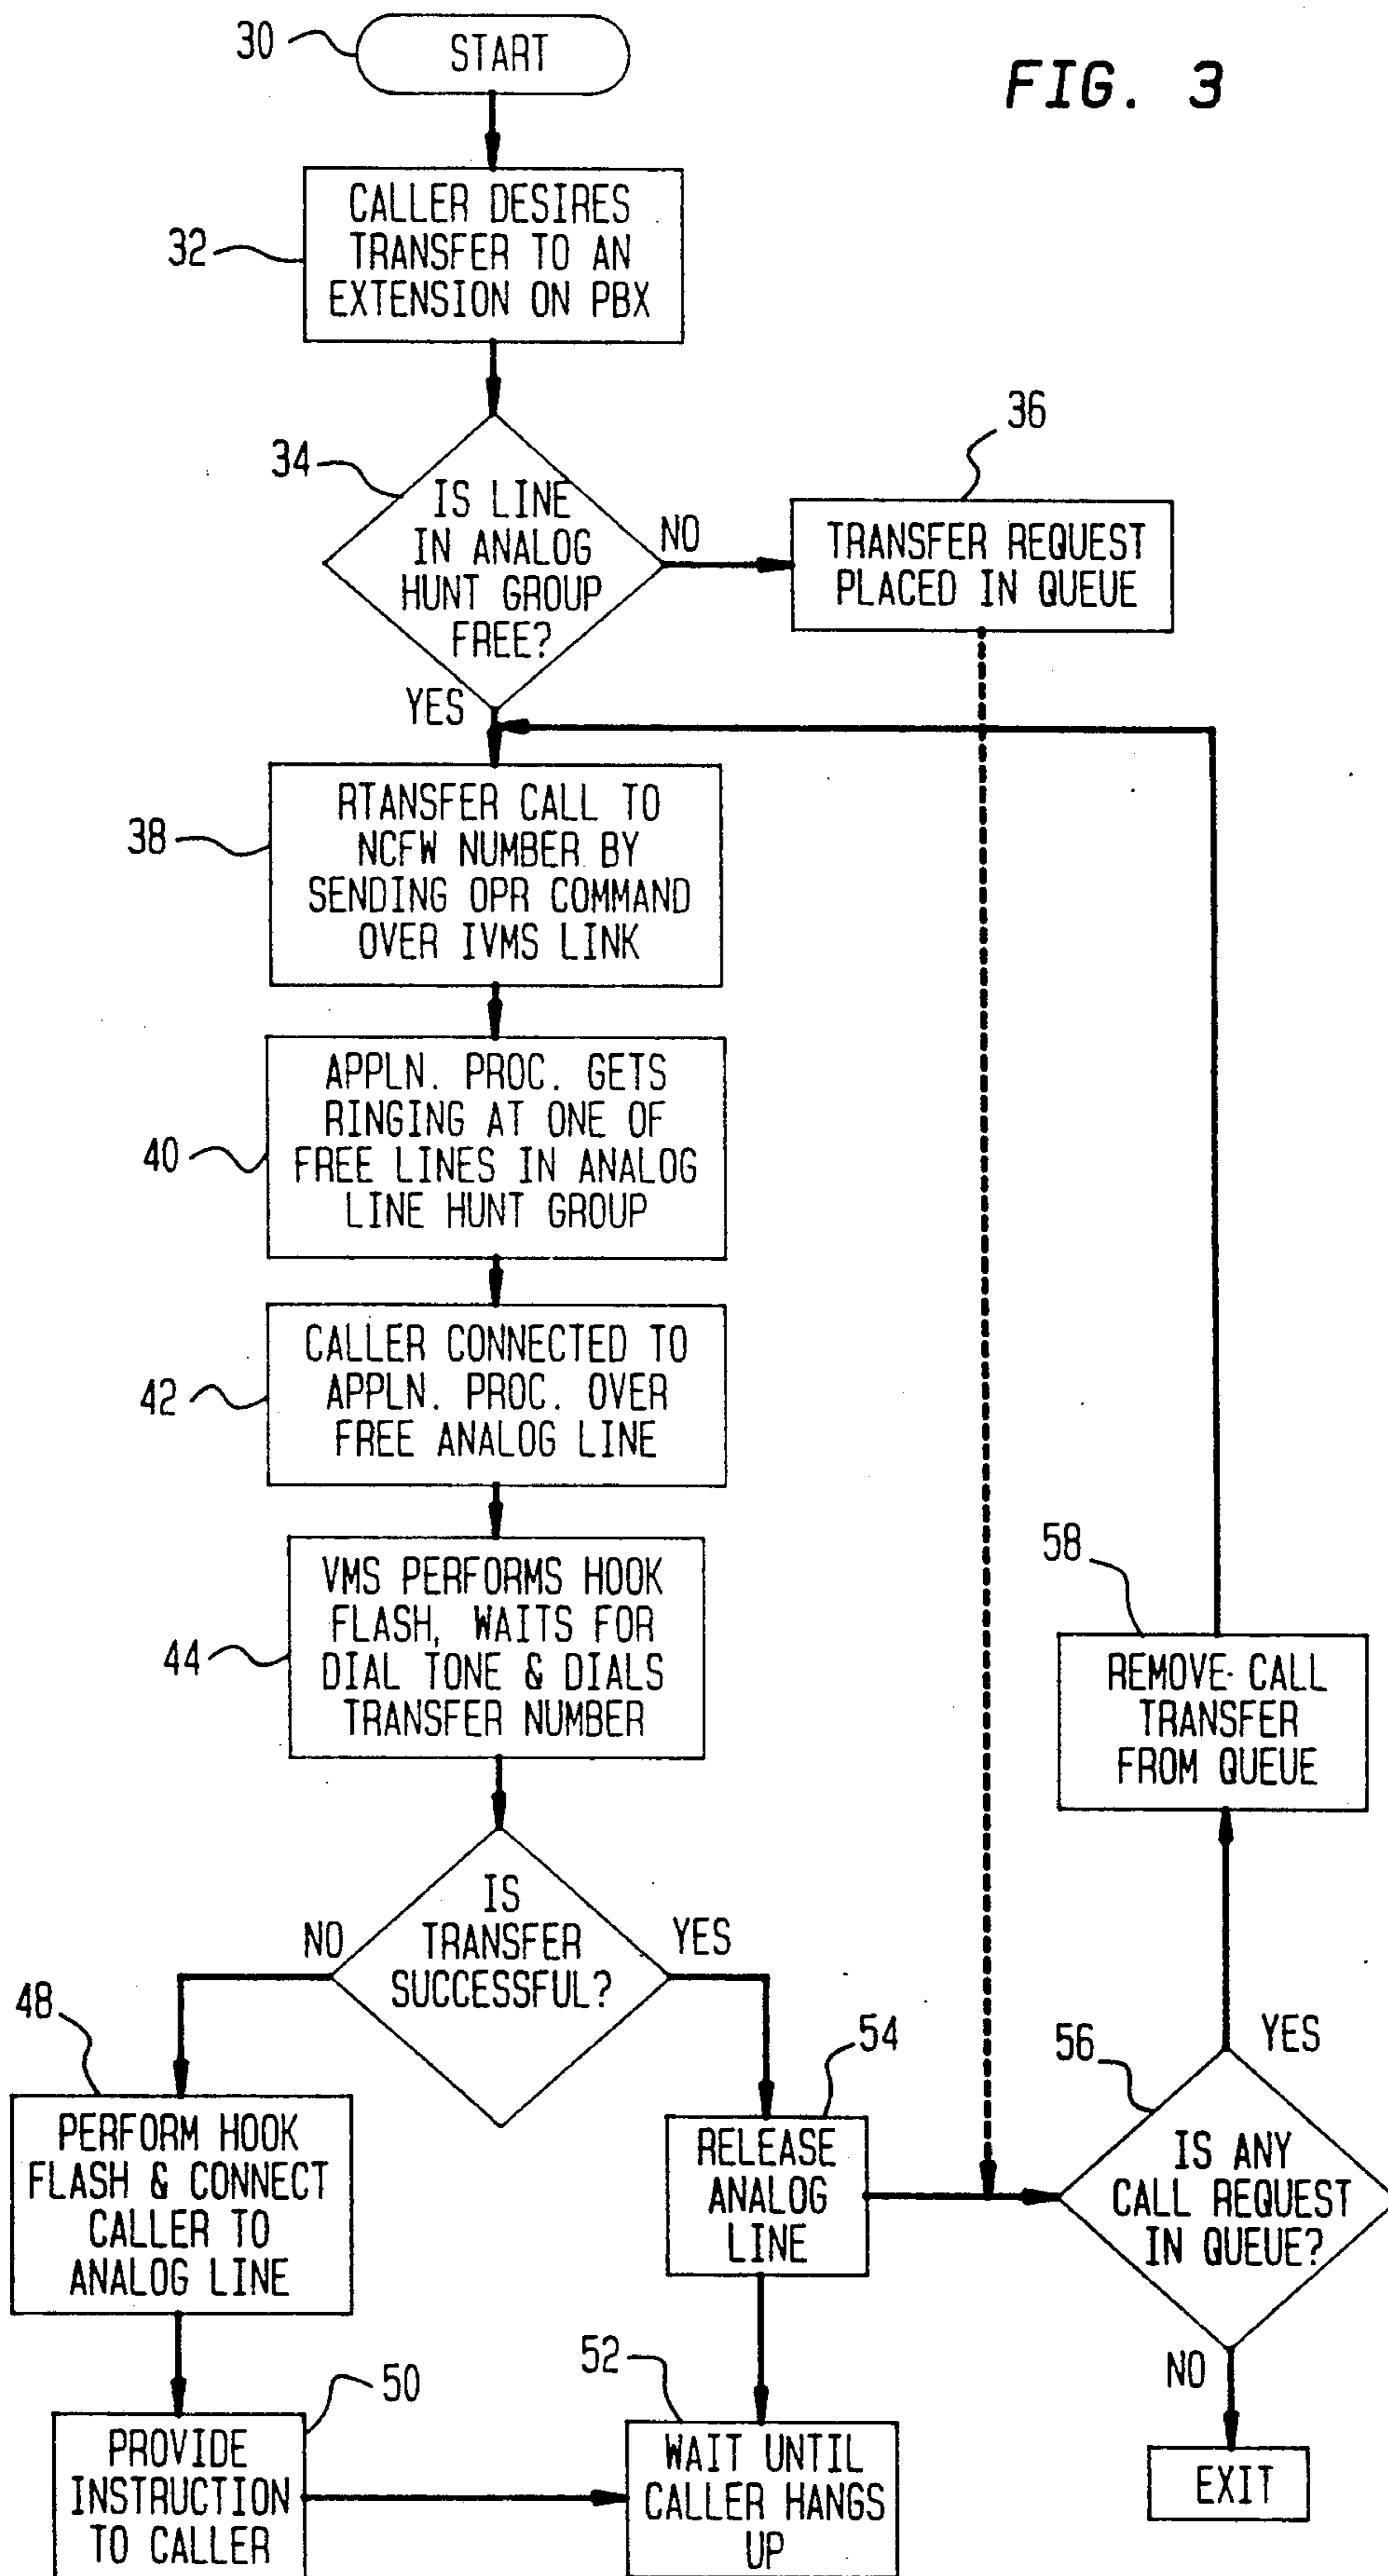 FIG. 3
30
START
32
CALLER DESIRES
TRANSFER TO AN
EXTENSION ON PBX
34
IS LINE
IN ANALOG
HUNT GROUP
FREE?
NO
YES
36
TRANSFER REQUEST
PLACED IN QUEUE
38
RTANSFER CALL TO
NCFW NUMBER BY
SENDING OPR COMMAND
OVER IVMS LINK
40
APPLN. PROC. GETS
RINGING AT ONE OF
FREE LINES IN ANALOG
LINE HUNT GROUP
42
CALLER CONNECTED TO
APPLN. PROC. OVER
FREE ANALOG LINE
44
VMS PERFORMS HOOK
FLASH, WAITS FOR
DIAL TONE & DIALS
TRANSFER NUMBER
IS
TRANSFER
SUCCESSFUL?
NO
YES
48
PERFORM HOOK
FLASH & CONNECT
CALLER TO
ANALOG LINE
50
PROVIDE
INSTRUCTION
TO CALLER
54
RELEASE
ANALOG
LINE
52
WAIT UNTIL
CALLER HANGS
UP
58
REMOVE CALL
TRANSFER
FROM QUEUE
56
IS ANY
CALL REQUEST
IN QUEUE?
YES
NO
EXIT